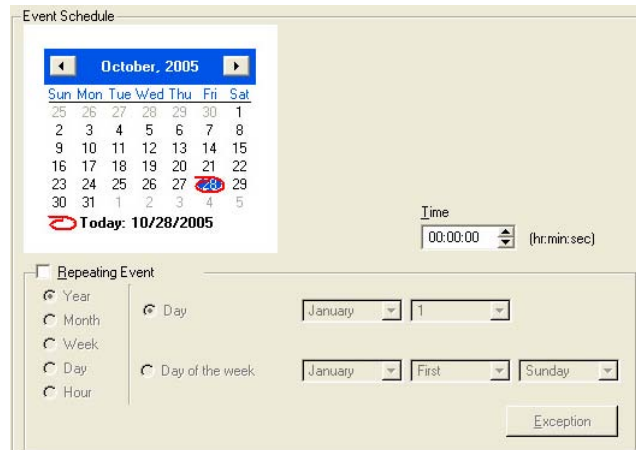 Event Schedule
October, 2005
Sun Mon Tue Wed Thu Fri Sat
25 26 27 28 29 30 1
2 3 4 5 6 7 8
9 10 11 12 13 14 15
16 17 18 19 20 21 22
23 24 25 26 27 28 29
30 31 1 2 3 4 5
Today: 10/28/2005
Time
00:00:00 (hr:min:sec)
Repeating Event
Year
Month
Week
Day
Hour
Day January 1
Day of the week January First Sunday
Exception